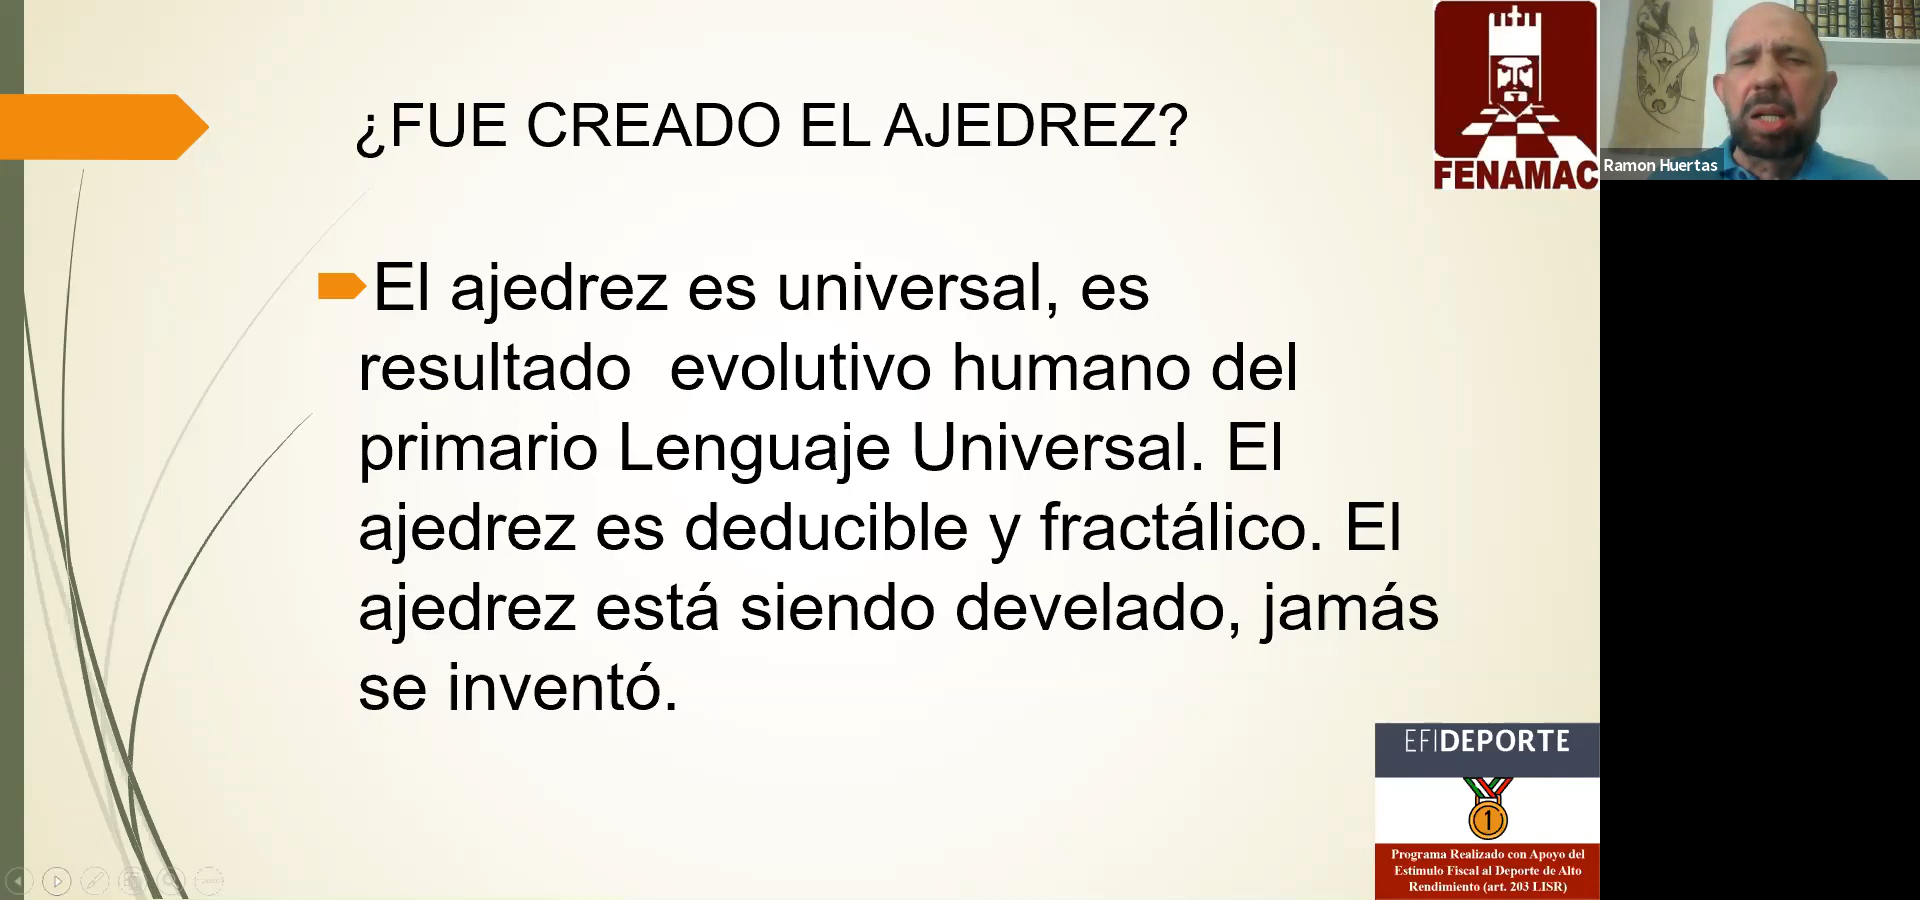 ¿FUE CREADO EL AJEDREZ?
El ajedrez es universal, es
resultado evolutivo humano del
primario Lenguaje Universal. El
ajedrez es deducible y fractálico. El
ajedrez está siendo develado, jamás
se inventó.
FENAMAC
Ramon Huertas
EFIDEPORTE
1
Programa Realizado con Apoyo del
Estimulo Fiscal al Deporte de Alto
Rendimiento (art. 203 LISR)